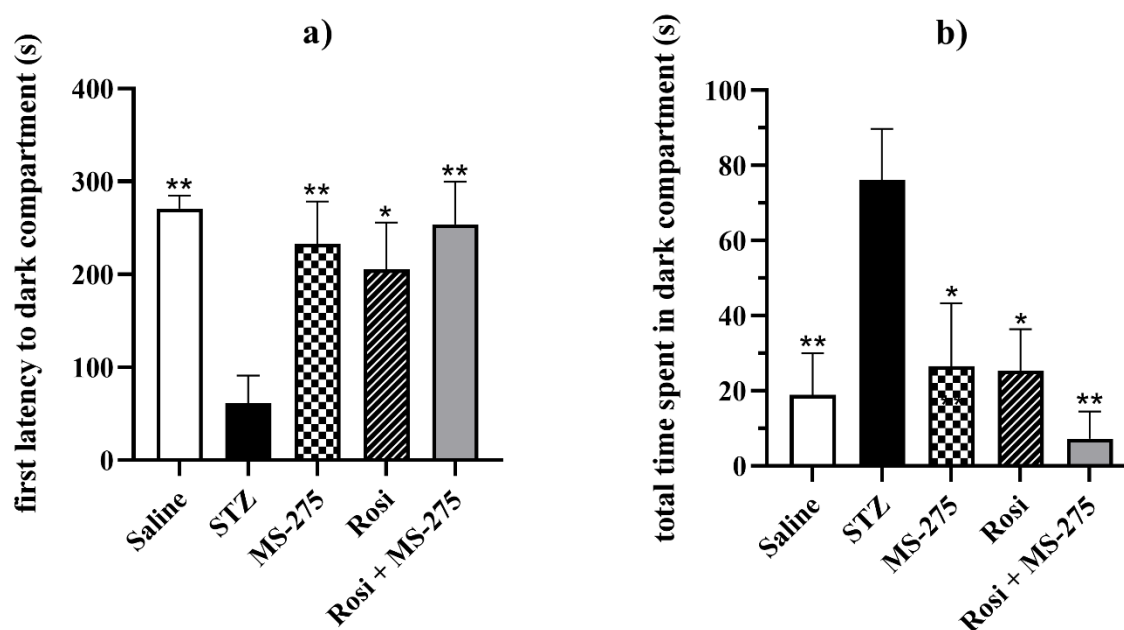 a)
first latency to dark compartment (s)
400
300
200
100
0
**
**
*
**
Saline
STZ
MS-275
Rosi
Rosi + MS-275
b)
total time spent in dark compartment (s)
100
80
60
40
20
0
**
*
**
*
**
Saline
STZ
MS-275
Rosi
Rosi + MS-275